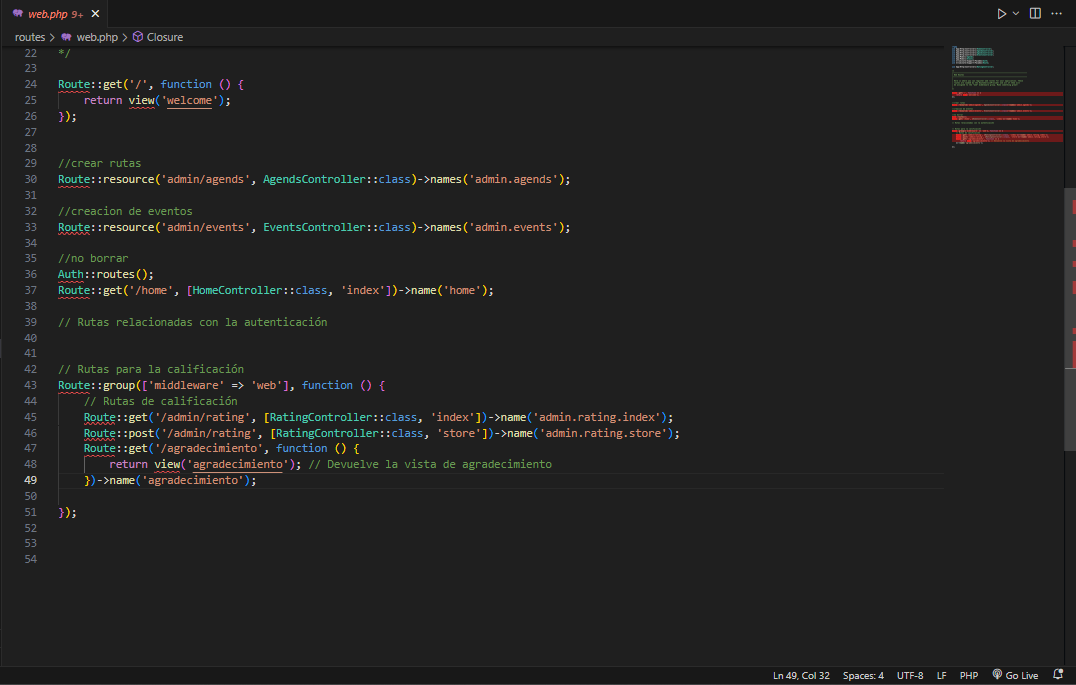 web.php 9+
routes > web.php > Closure
22 */
23
24 Route::get('/', function () {
25 return view('welcome');
26 });
27
28
29 //crear rutas
30 Route::resource('admin/agends', AgendsController::class)->names('admin.agends');
31
32 //creacion de eventos
33 Route::resource('admin/events', EventsController::class)->names('admin.events');
34
35 //no borrar
36 Auth::routes();
37 Route::get('/home', [HomeController::class, 'index'])->name('home');
38
39 // Rutas relacionadas con la autenticación
40
41
42 // Rutas para la calificación
43 Route::group(['middleware' => 'web'], function () {
44 // Rutas de calificación
45 Route::get('/admin/rating', [RatingController::class, 'index'])->name('admin.rating.index');
46 Route::post('/admin/rating', [RatingController::class, 'store'])->name('admin.rating.store');
47 Route::get('/agradecimiento', function () {
48 return view('agradecimiento'); // Devuelve la vista de agradecimiento
49 })->name('agradecimiento');
50
51 });
52
53
54
Ln 49, Col 32 Spaces: 4 UTF-8 LF PHP Go Live